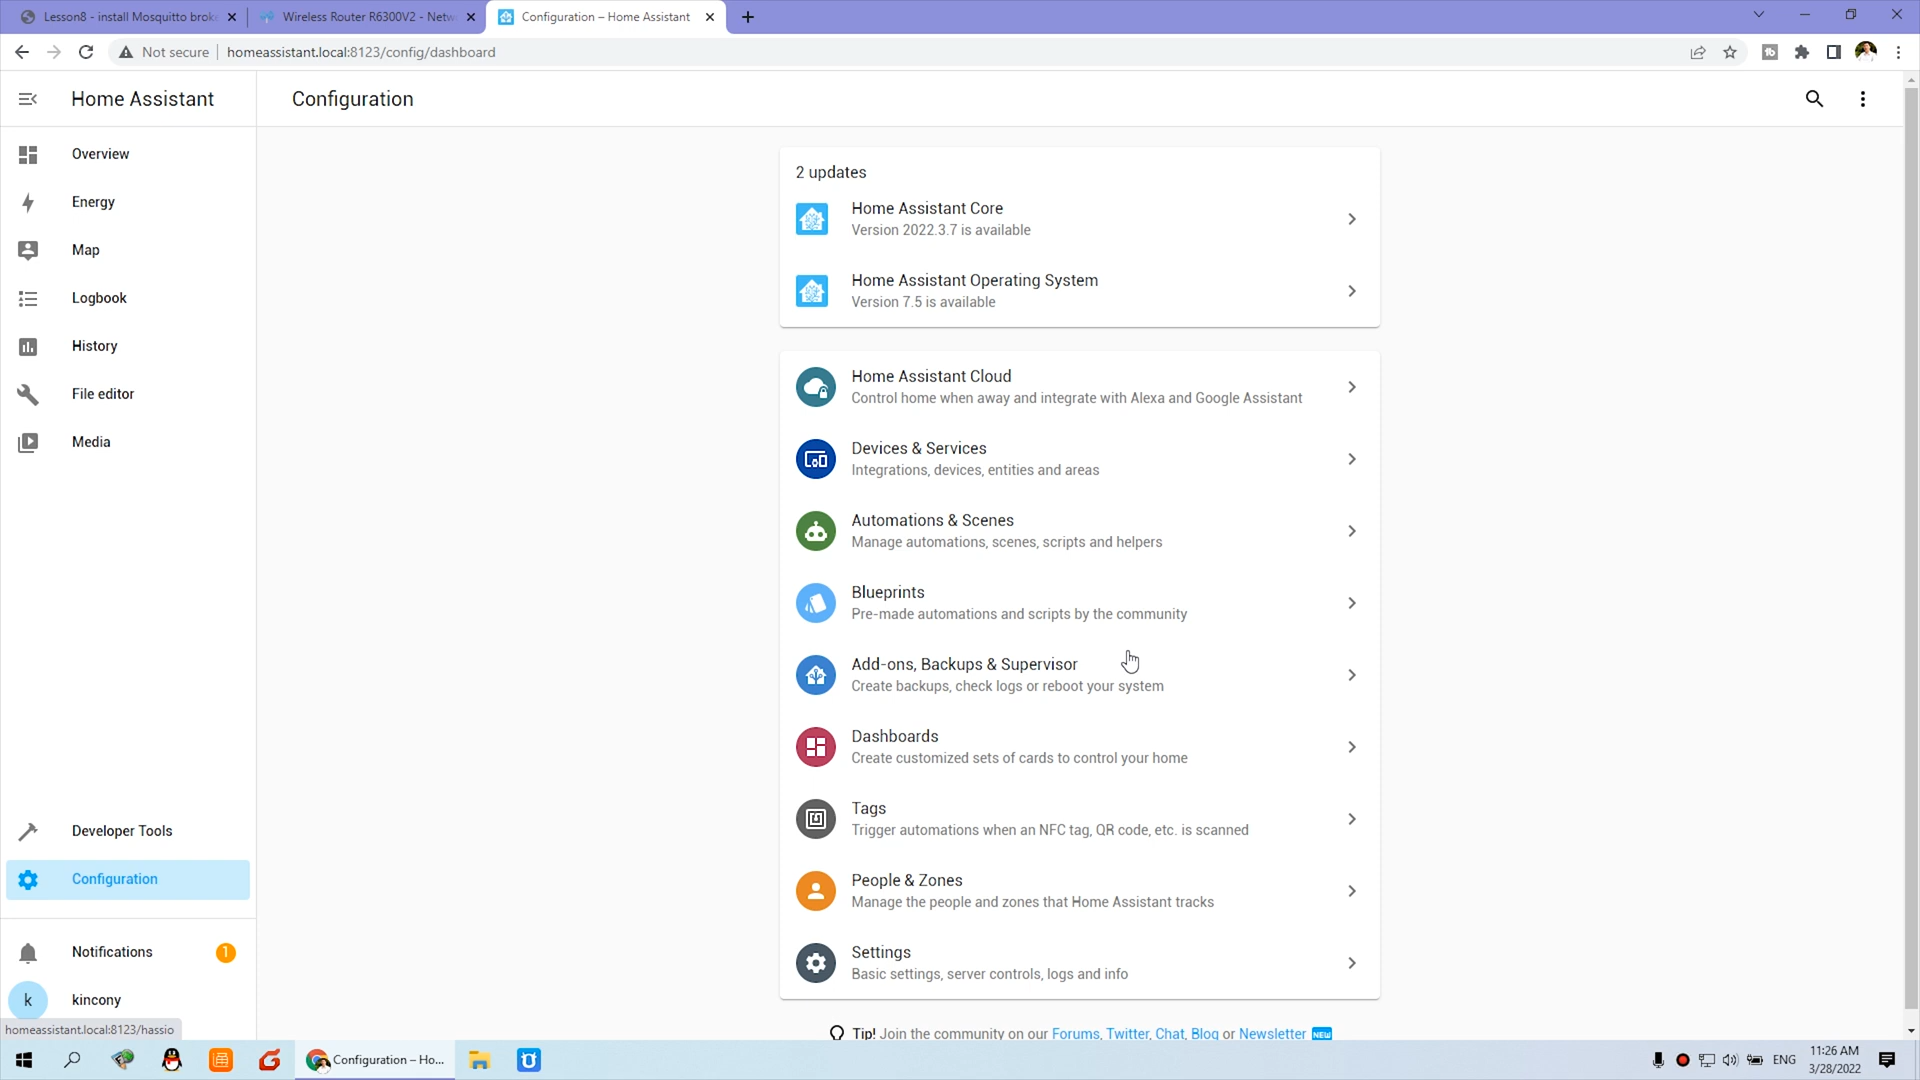 Lesson8 - install Mosquitto brok
Wireless Router R6300V2 - Netw
Configuration – Home Assistant
Not secure
homeassistant.local:8123/config/dashboard
Home Assistant
Configuration
Overview
Energy
Map
Logbook
History
File editor
Media
Developer Tools
Configuration
Notifications
1
k
kincony
2 updates
Home Assistant Core
Version 2022.3.7 is available
Home Assistant Operating System
Version 7.5 is available
Home Assistant Cloud
Control home when away and integrate with Alexa and Google Assistant
Devices & Services
Integrations, devices, entities and areas
Automations & Scenes
Manage automations, scenes, scripts and helpers
Blueprints
Pre-made automations and scripts by the community
Add-ons, Backups & Supervisor
Create backups, check logs or reboot your system
Dashboards
Create customized sets of cards to control your home
Tags
Trigger automations when an NFC tag, QR code, etc. is scanned
People & Zones
Manage the people and zones that Home Assistant tracks
Settings
Basic settings, server controls, logs and info
Tip! Join the community on our Forums, Twitter, Chat, Blog or Newsletter NEW
homeassistant.local:8123/hassio
Configuration – Ho...
ENG
11:26 AM
3/28/2022